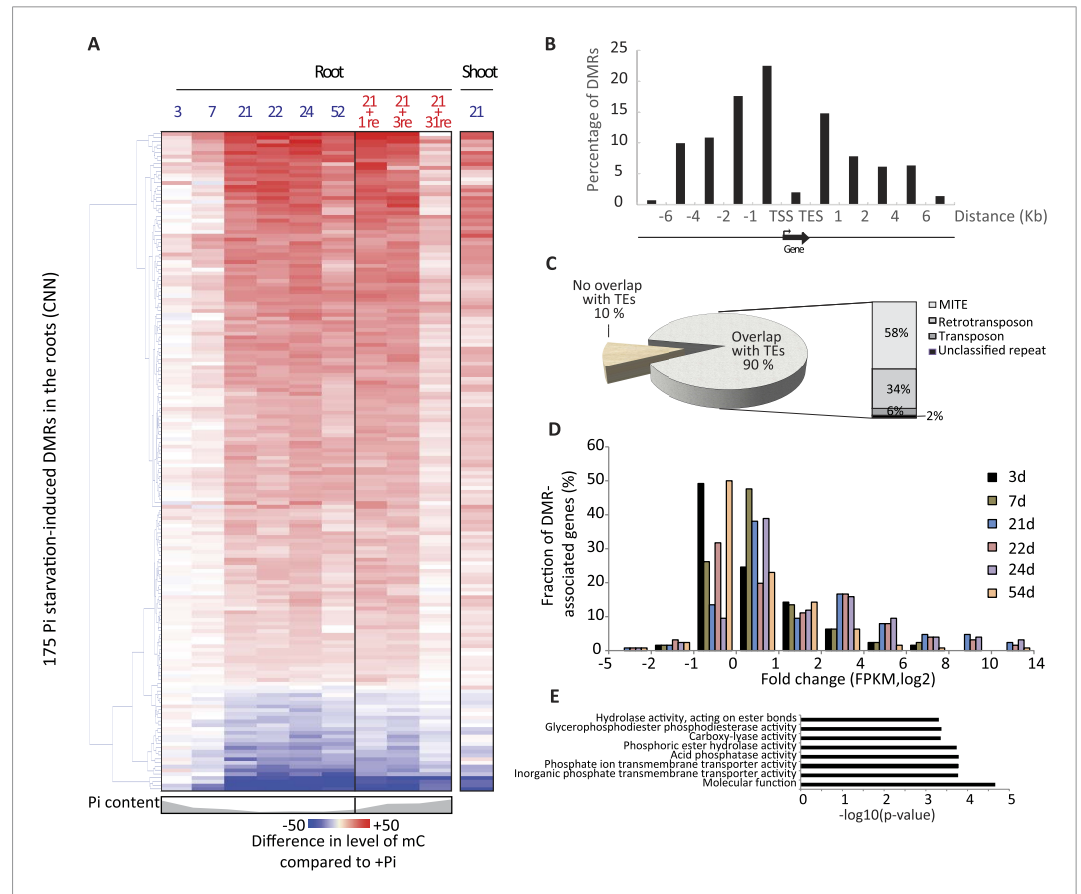 A
Root
Shoot
3 7 21 22 24 52 21 + 1re 21 + 3re 21 + 31re 21
175 Pi starvation-induced DMRs in the roots (CNN)
Pi content
-50 +50
Difference in level of mC
compared to +Pi
B
Percentage of DMRs
25
20
15
10
5
0
-6 -4 -2 -1 TSS TES 1 2 4 6 Distance (Kb)
Gene
C
No overlap
with TEs
10 %
Overlap
with TEs
90 %
58%
34%
6%
2%
MITE
Retrotransposon
Transposon
Unclassified repeat
D
Fraction of DMR-
associated genes (%)
60
50
40
30
20
10
0
-5 -2 -1 0 1 2 4 6 8 10 14
Fold change (FPKM,log2)
3d
7d
21d
22d
24d
54d
E
Hydrolase activity, acting on ester bonds
Glycerophosphodiester phosphodiesterase activity
Carboxy-lyase activity
Phosphoric ester hydrolase activity
Acid phosphatase activity
Phosphate ion transmembrane transporter activity
Inorganic phosphate transmembrane transporter activity
Molecular function
0 1 2 3 4 5
-log10(p-value)